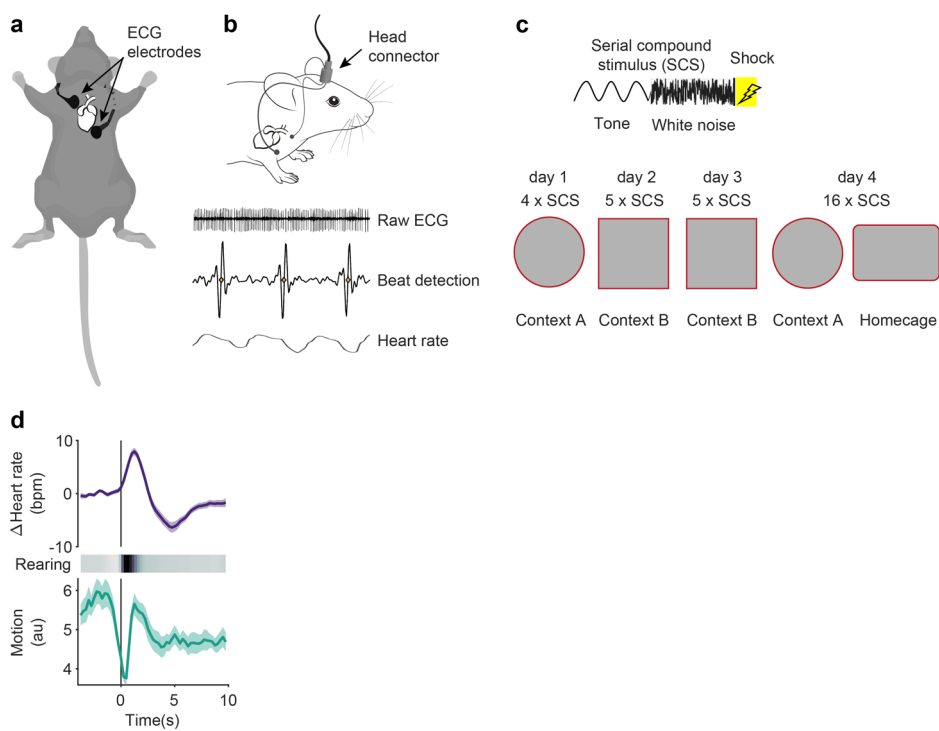 a
ECG
electrodes
b
Head
connector
Raw ECG
Beat detection
Heart rate
c
Serial compound
stimulus (SCS)
Shock
Tone
White noise
day 1
day 2
day 3
day 4
4 x SCS
5 x SCS
5 x SCS
16 x SCS
Context A
Context B
Context B
Context A
Homecage
d
Δ Heart rate
(bpm)
10
0
-10
Rearing
Motion
(au)
6
5
4
0
5
10
Time(s)